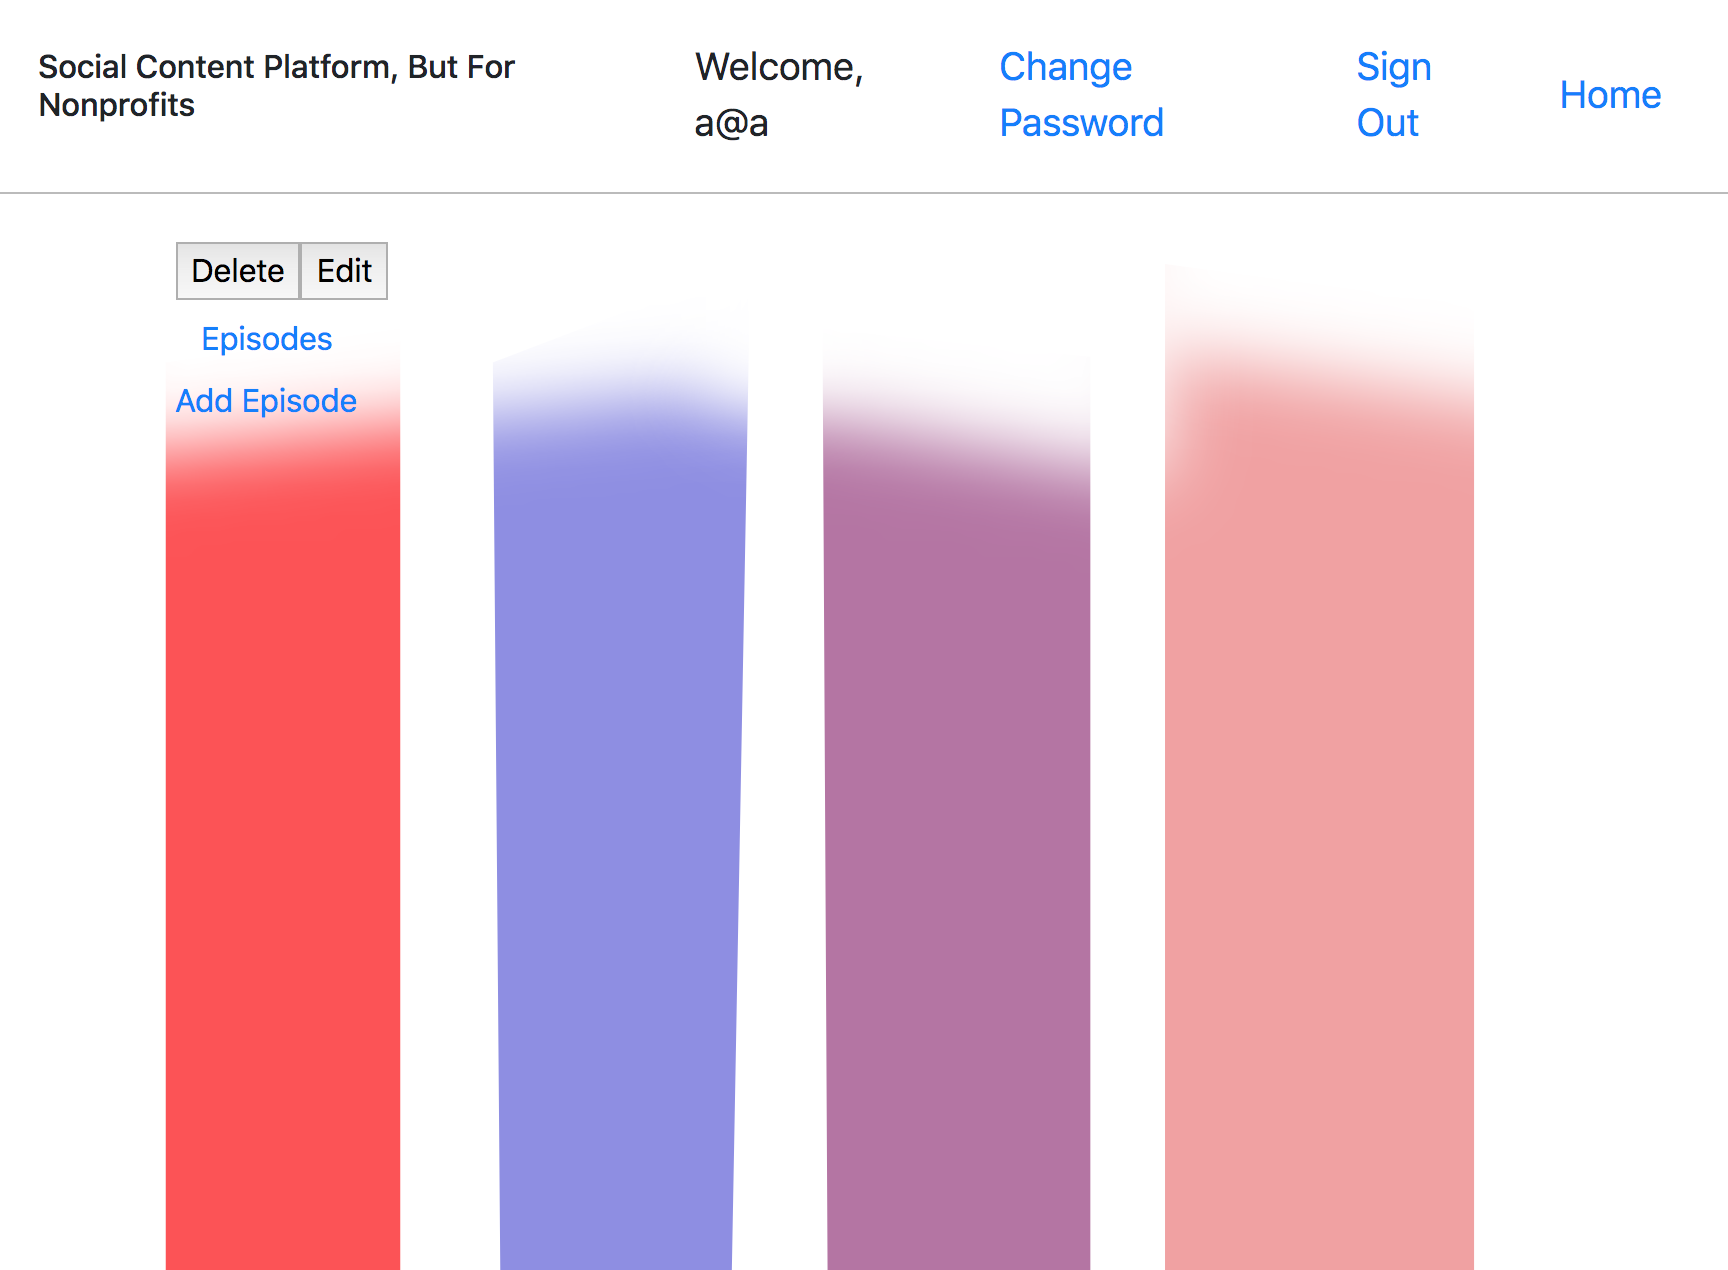 Social Content Platform, But For
Nonprofits
Welcome,
a@a
Change
Password
Sign
Out
Home
Delete
Edit
Episodes
Add Episode